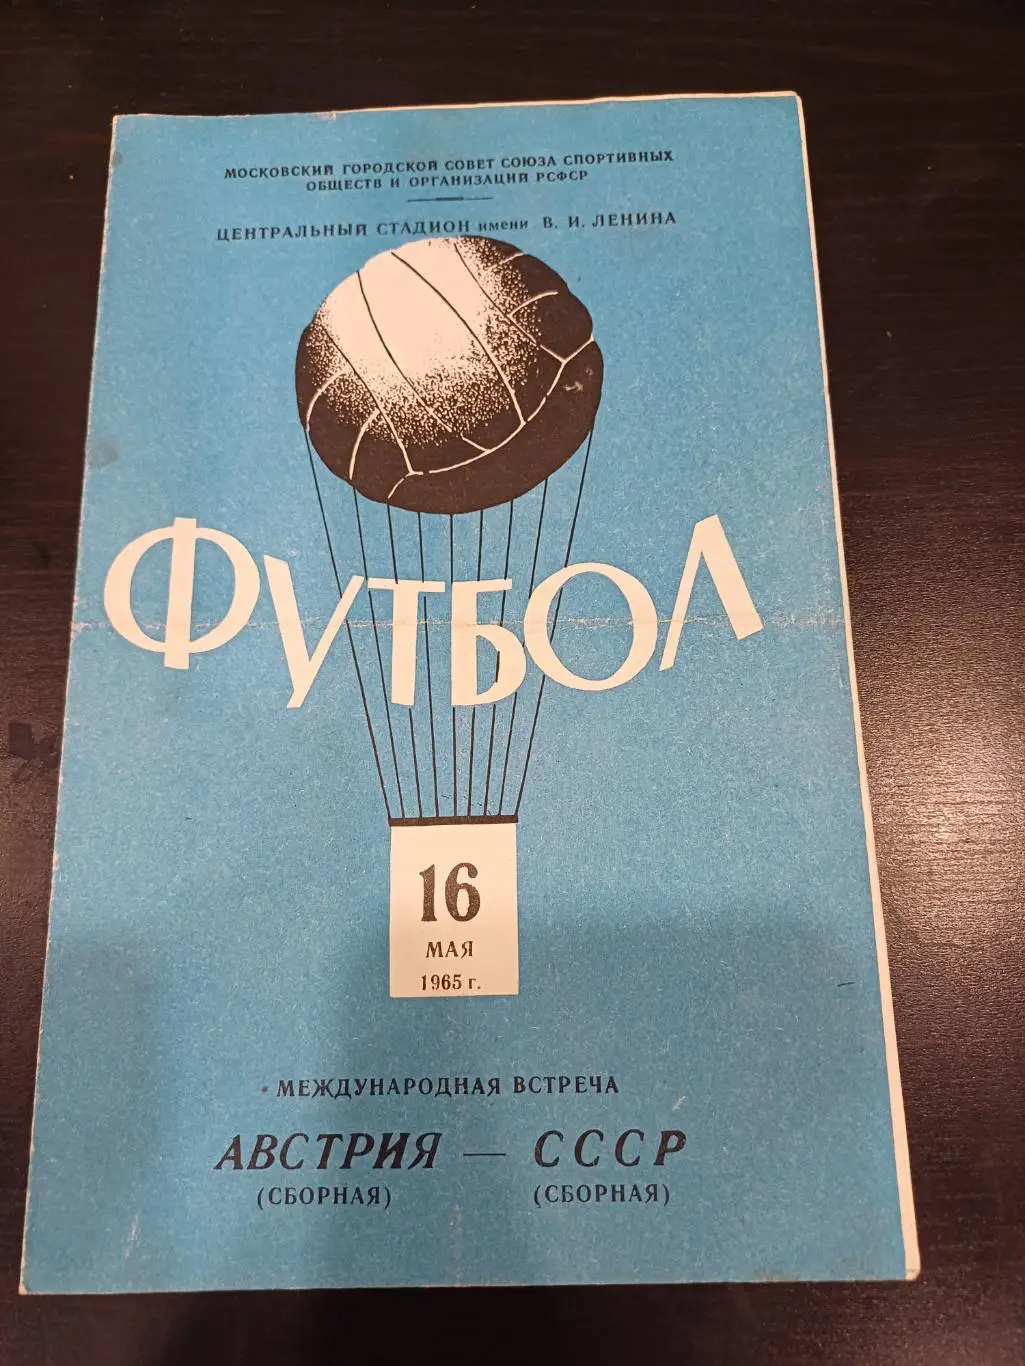 МОСКОВСКИЙ ГОРОДСКОЙ СОВЕТ СОЮЗА СПОРТИВНЫХ
ОБЩЕСТВ И ОРГАНИЗАЦИЙ РСФСР
ЦЕНТРАЛЬНЫЙ СТАДИОН имени В. И. ЛЕНИНА
ФУТБОЛ
16
МАЯ
1965 г.
МЕЖДУНАРОДНАЯ ВСТРЕЧА
АВСТРИЯ — СССР
(СБОРНАЯ) (СБОРНАЯ)